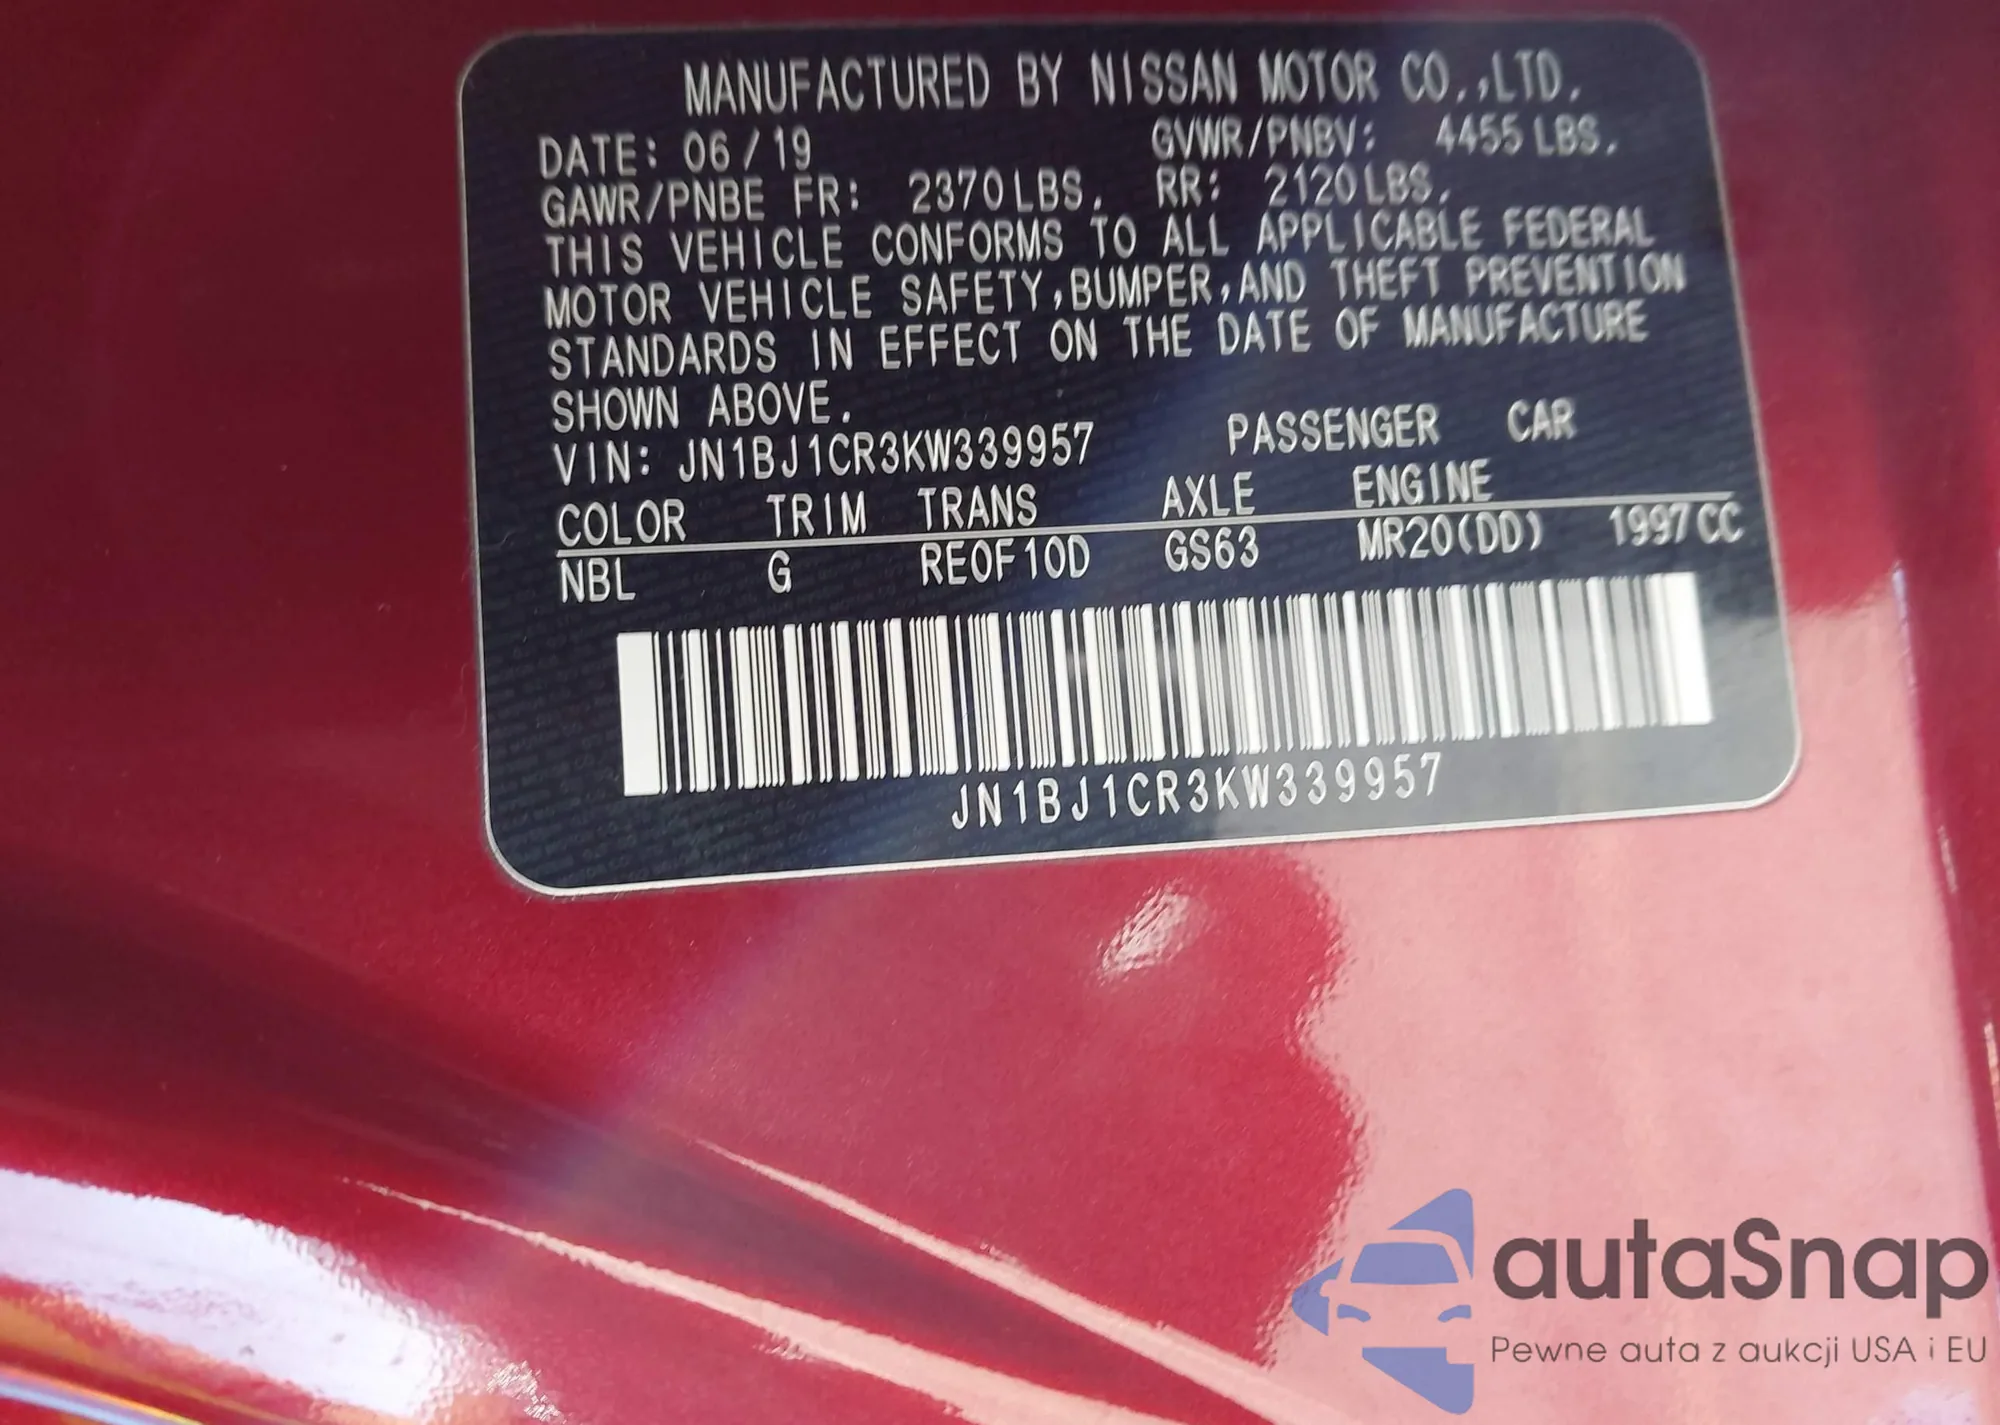 MANUFACTURED BY NISSAN MOTOR CO.,LTD.
DATE: 06/19 GVWR/PNBV: 4455 LBS.
GAWR/PNBE FR: 2370 LBS. RR: 2120 LBS.
THIS VEHICLE CONFORMS TO ALL APPLICABLE FEDERAL
MOTOR VEHICLE SAFETY,BUMPER,AND THEFT PREVENTION
STANDARDS IN EFFECT ON THE DATE OF MANUFACTURE
SHOWN ABOVE.
VIN: JN1BJ1CR3KW339957 PASSENGER CAR
COLOR TRIM TRANS AXLE ENGINE
NBL G RE0F10D GS63 MR20(DD) 1997 CC
JN1BJ1CR3KW339957
autaSnap
Pewne auta z aukcji USA i EU